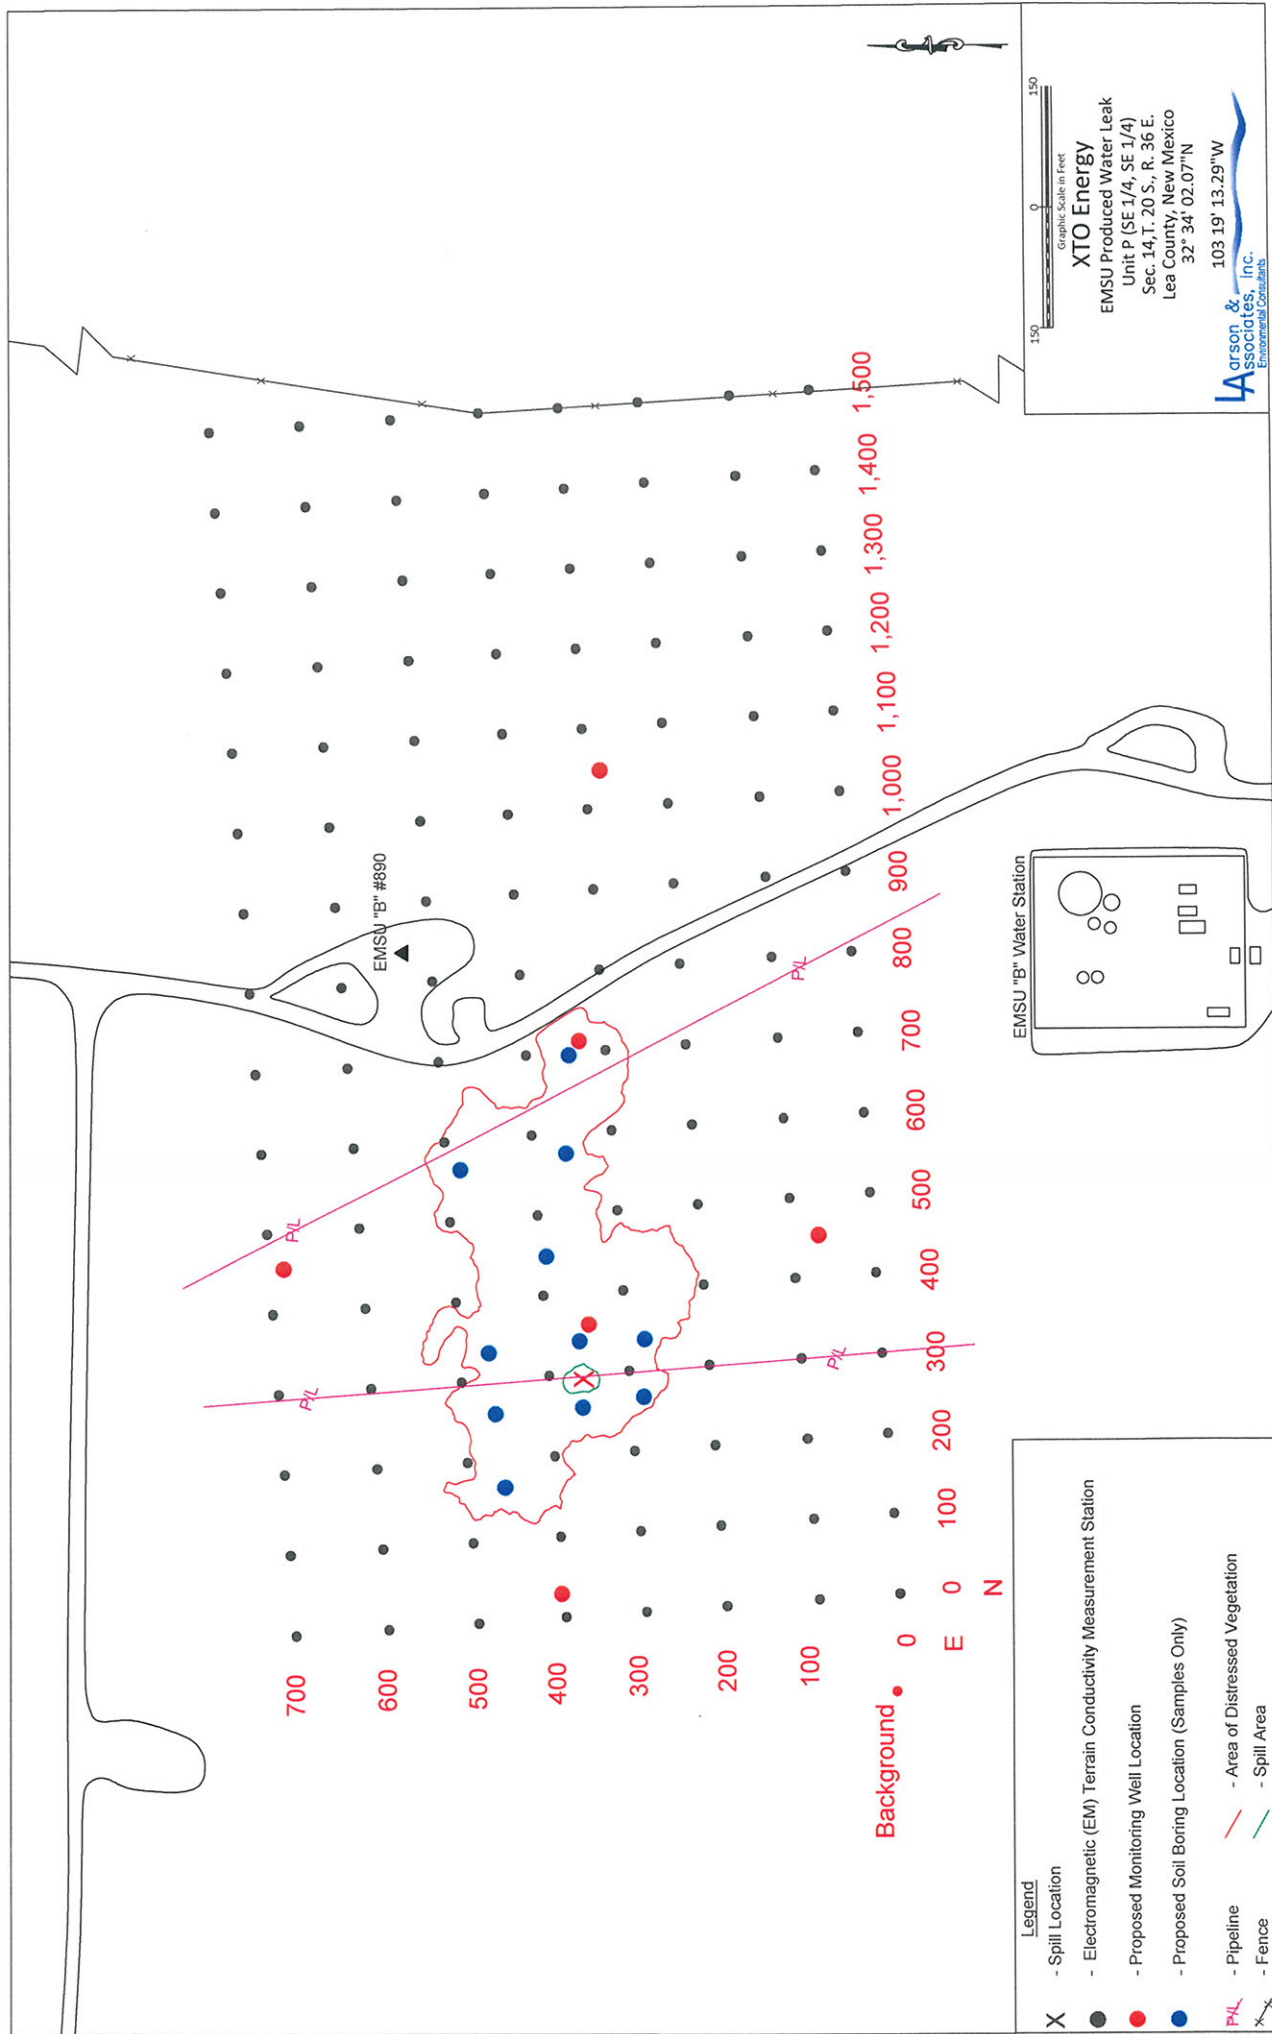 EMSU "B" #890
P/L
P/L
P/L
P/L
700
600
500
400
300
200
100
0
E
Background
0
N
100
200
300
400
500
600
700
800
900
1,000
1,100
1,200
1,300
1,400
1,500
EMSU "B" Water Station
Legend
X - Spill Location
- Electromagnetic (EM) Terrain Conductivity Measurement Station
- Proposed Monitoring Well Location
- Proposed Soil Boring Location (Samples Only)
P/L - Pipeline
- Area of Distressed Vegetation
- Fence
- Spill Area
150 0 150
Graphic Scale in Feet
XTO Energy
EMSU Produced Water Leak
Unit P (SE 1/4, SE 1/4)
Sec. 14,T. 20 S., R. 36 E.
Lea County, New Mexico
32° 34' 02.07"N
103 19' 13.29"W
Larson &
Associates, Inc.
Environmental Consultants